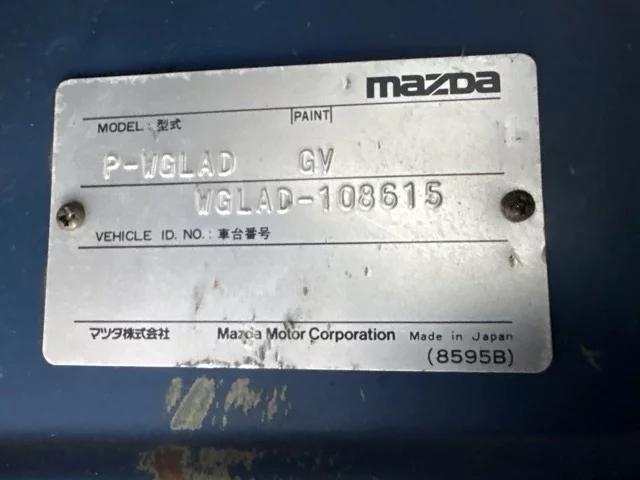 mazda
MODEL : 型式 PAINT
P-WGLAD GV
WGLAD-108615
VEHICLE ID. NO. : 車台番号
マツダ株式会社 Mazda Motor Corporation Made in Japan
(8595B)